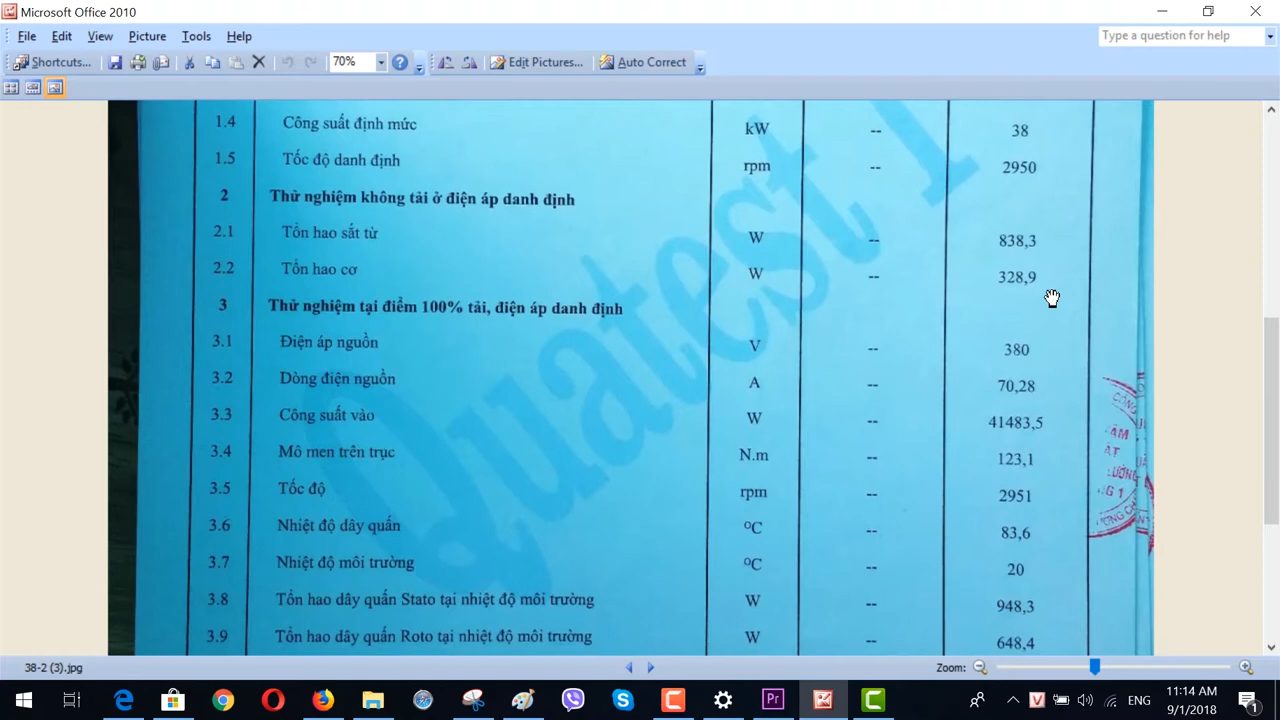 Microsoft Office 2010
File Edit View Picture Tools Help
Type a question for help
Shortcuts... 70% Edit Pictures... Auto Correct
1.4 Công suất định mức kW -- 38
1.5 Tốc độ danh định rpm -- 2950
2 Thử nghiệm không tải ở điện áp danh định
2.1 Tổn hao sắt từ W -- 838,3
2.2 Tổn hao cơ W -- 328,9
3 Thử nghiệm tại điểm 100% tải, điện áp danh định
3.1 Điện áp nguồn V -- 380
3.2 Dòng điện nguồn A -- 70,28
3.3 Công suất vào W -- 41483,5
3.4 Mô men trên trục N.m -- 123,1
3.5 Tốc độ rpm -- 2951
3.6 Nhiệt độ dây quấn ºC -- 83,6
3.7 Nhiệt độ môi trường ºC -- 20
3.8 Tổn hao dây quấn Stato tại nhiệt độ môi trường W -- 948,3
3.9 Tổn hao dây quấn Roto tại nhiệt độ môi trường W -- 648,4
Quatest 1
38-2 (3).jpg Zoom:
ENG 11:14 AM
9/1/2018